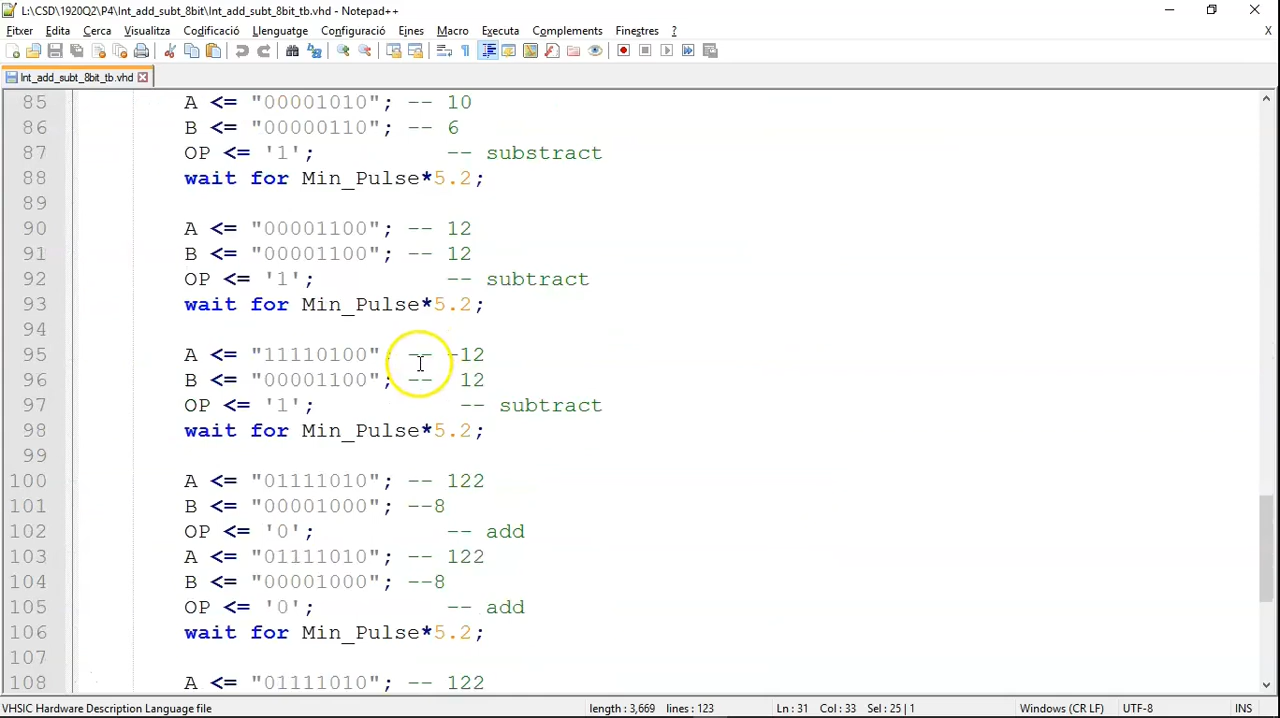 L:\CSD\1920Q2\P4\Int_add_subt_8bit\Int_add_subt_8bit_tb.vhd - Notepad++
Fitxer Edita Cerca Visualitza Codificació Llenguatge Configuració Eines Macro Executa Complements Finestres ? X
Int_add_subt_8bit_tb.vhd
85 A <= "00001010"; -- 10
86 B <= "00000110"; -- 6
87 OP <= '1'; -- substract
88 wait for Min_Pulse*5.2;
89
90 A <= "00001100"; -- 12
91 B <= "00001100"; -- 12
92 OP <= '1'; -- subtract
93 wait for Min_Pulse*5.2;
94
95 A <= "11110100"; -- -12
96 B <= "00001100"; -- 12
97 OP <= '1'; -- subtract
98 wait for Min_Pulse*5.2;
99
100 A <= "01111010"; -- 122
101 B <= "00001000"; --8
102 OP <= '0'; -- add
103 A <= "01111010"; -- 122
104 B <= "00001000"; --8
105 OP <= '0'; -- add
106 wait for Min_Pulse*5.2;
107
108 A <= "01111010"; -- 122
VHSIC Hardware Description Language file length : 3,669 lines : 123 Ln : 31 Col : 33 Sel : 25 | 1 Windows (CR LF) UTF-8 INS